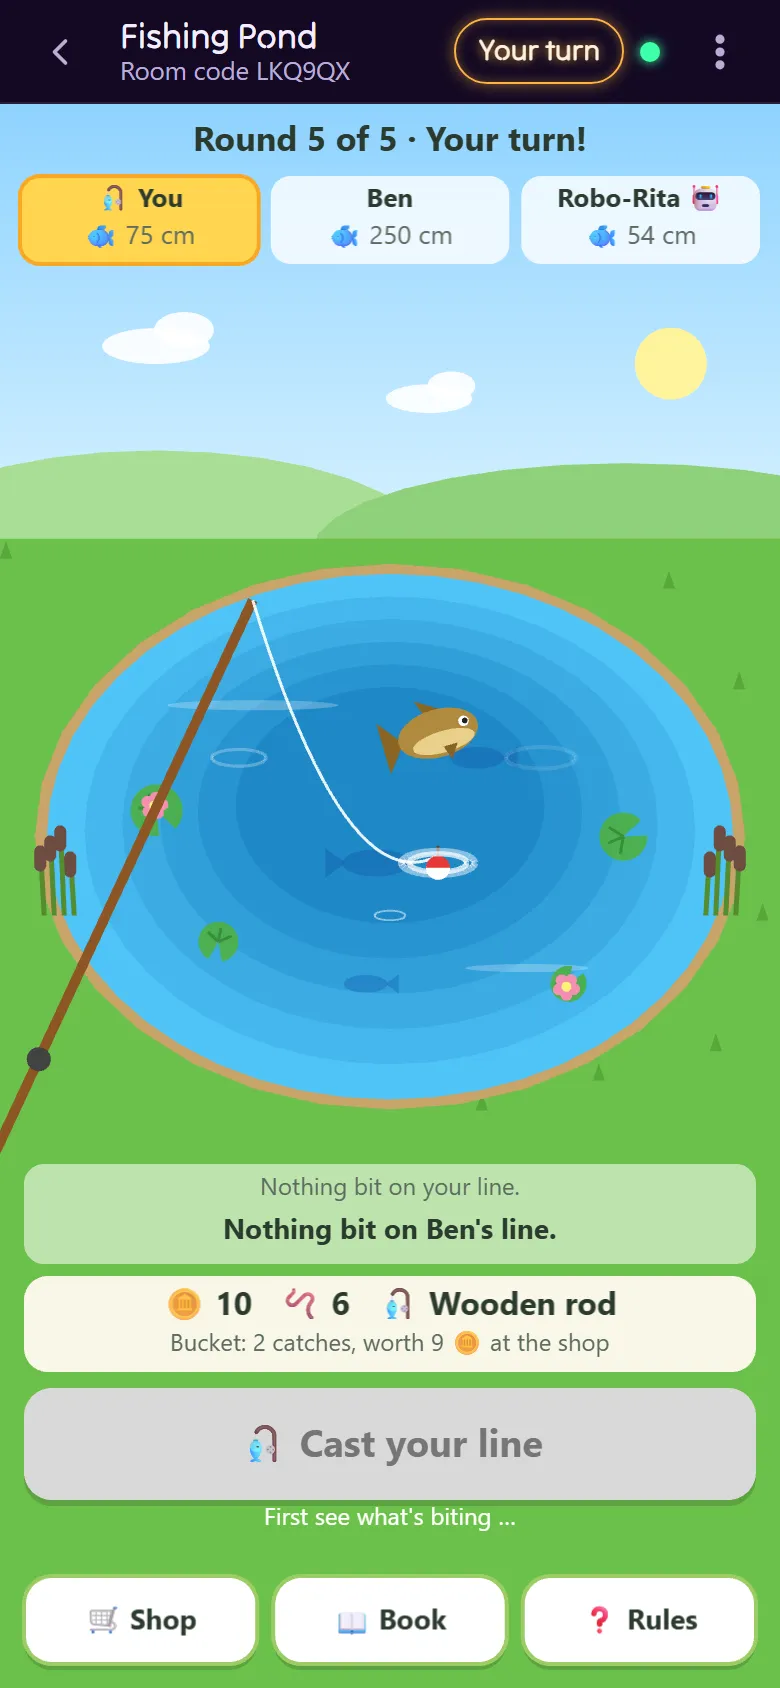 Fishing Pond
Room code LKQ9QX
Your turn
Round 5 of 5 · Your turn!
You
75 cm
Ben
250 cm
Robo-Rita
54 cm
Nothing bit on your line.
Nothing bit on Ben's line.
10 6 Wooden rod
Bucket: 2 catches, worth 9 at the shop
Cast your line
First see what's biting ...
Shop
Book
Rules